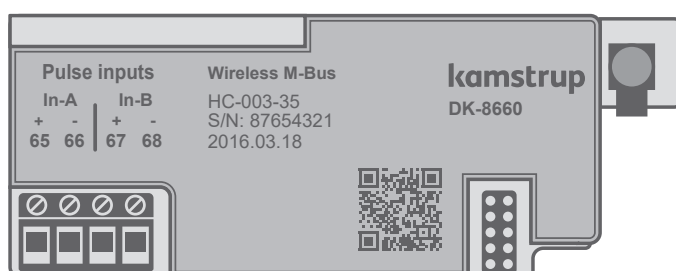 Pulse inputs
In-A In-B
+ - + -
65 66 67 68
Wireless M-Bus
HC-003-35
S/N: 87654321
2016.03.18
kamstrup
DK-8660